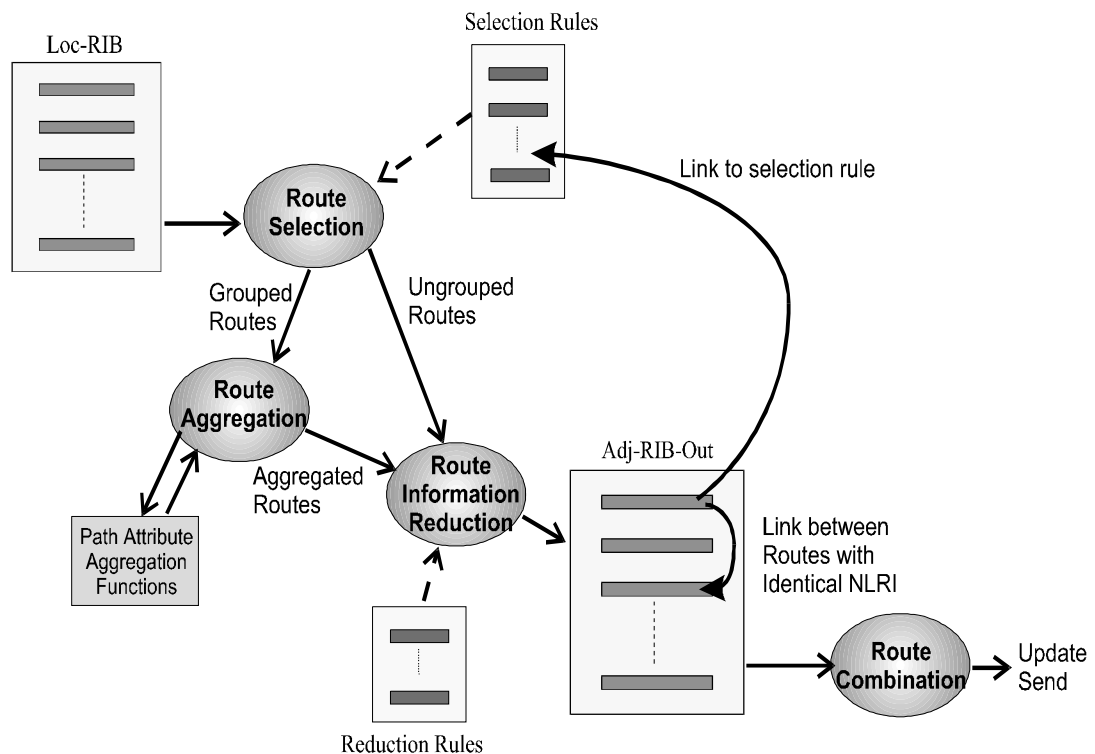 Selection Rules
Loc-RIB
Link to selection rule
Route
Selection
Grouped
Routes
Ungrouped
Routes
Route
Aggregation
Aggregated
Routes
Route
Information
Reduction
Adj-RIB-Out
Path Attribute
Aggregation
Functions
Link between
Routes with
Identical NLRI
Route
Combination
Update
Send
Reduction Rules